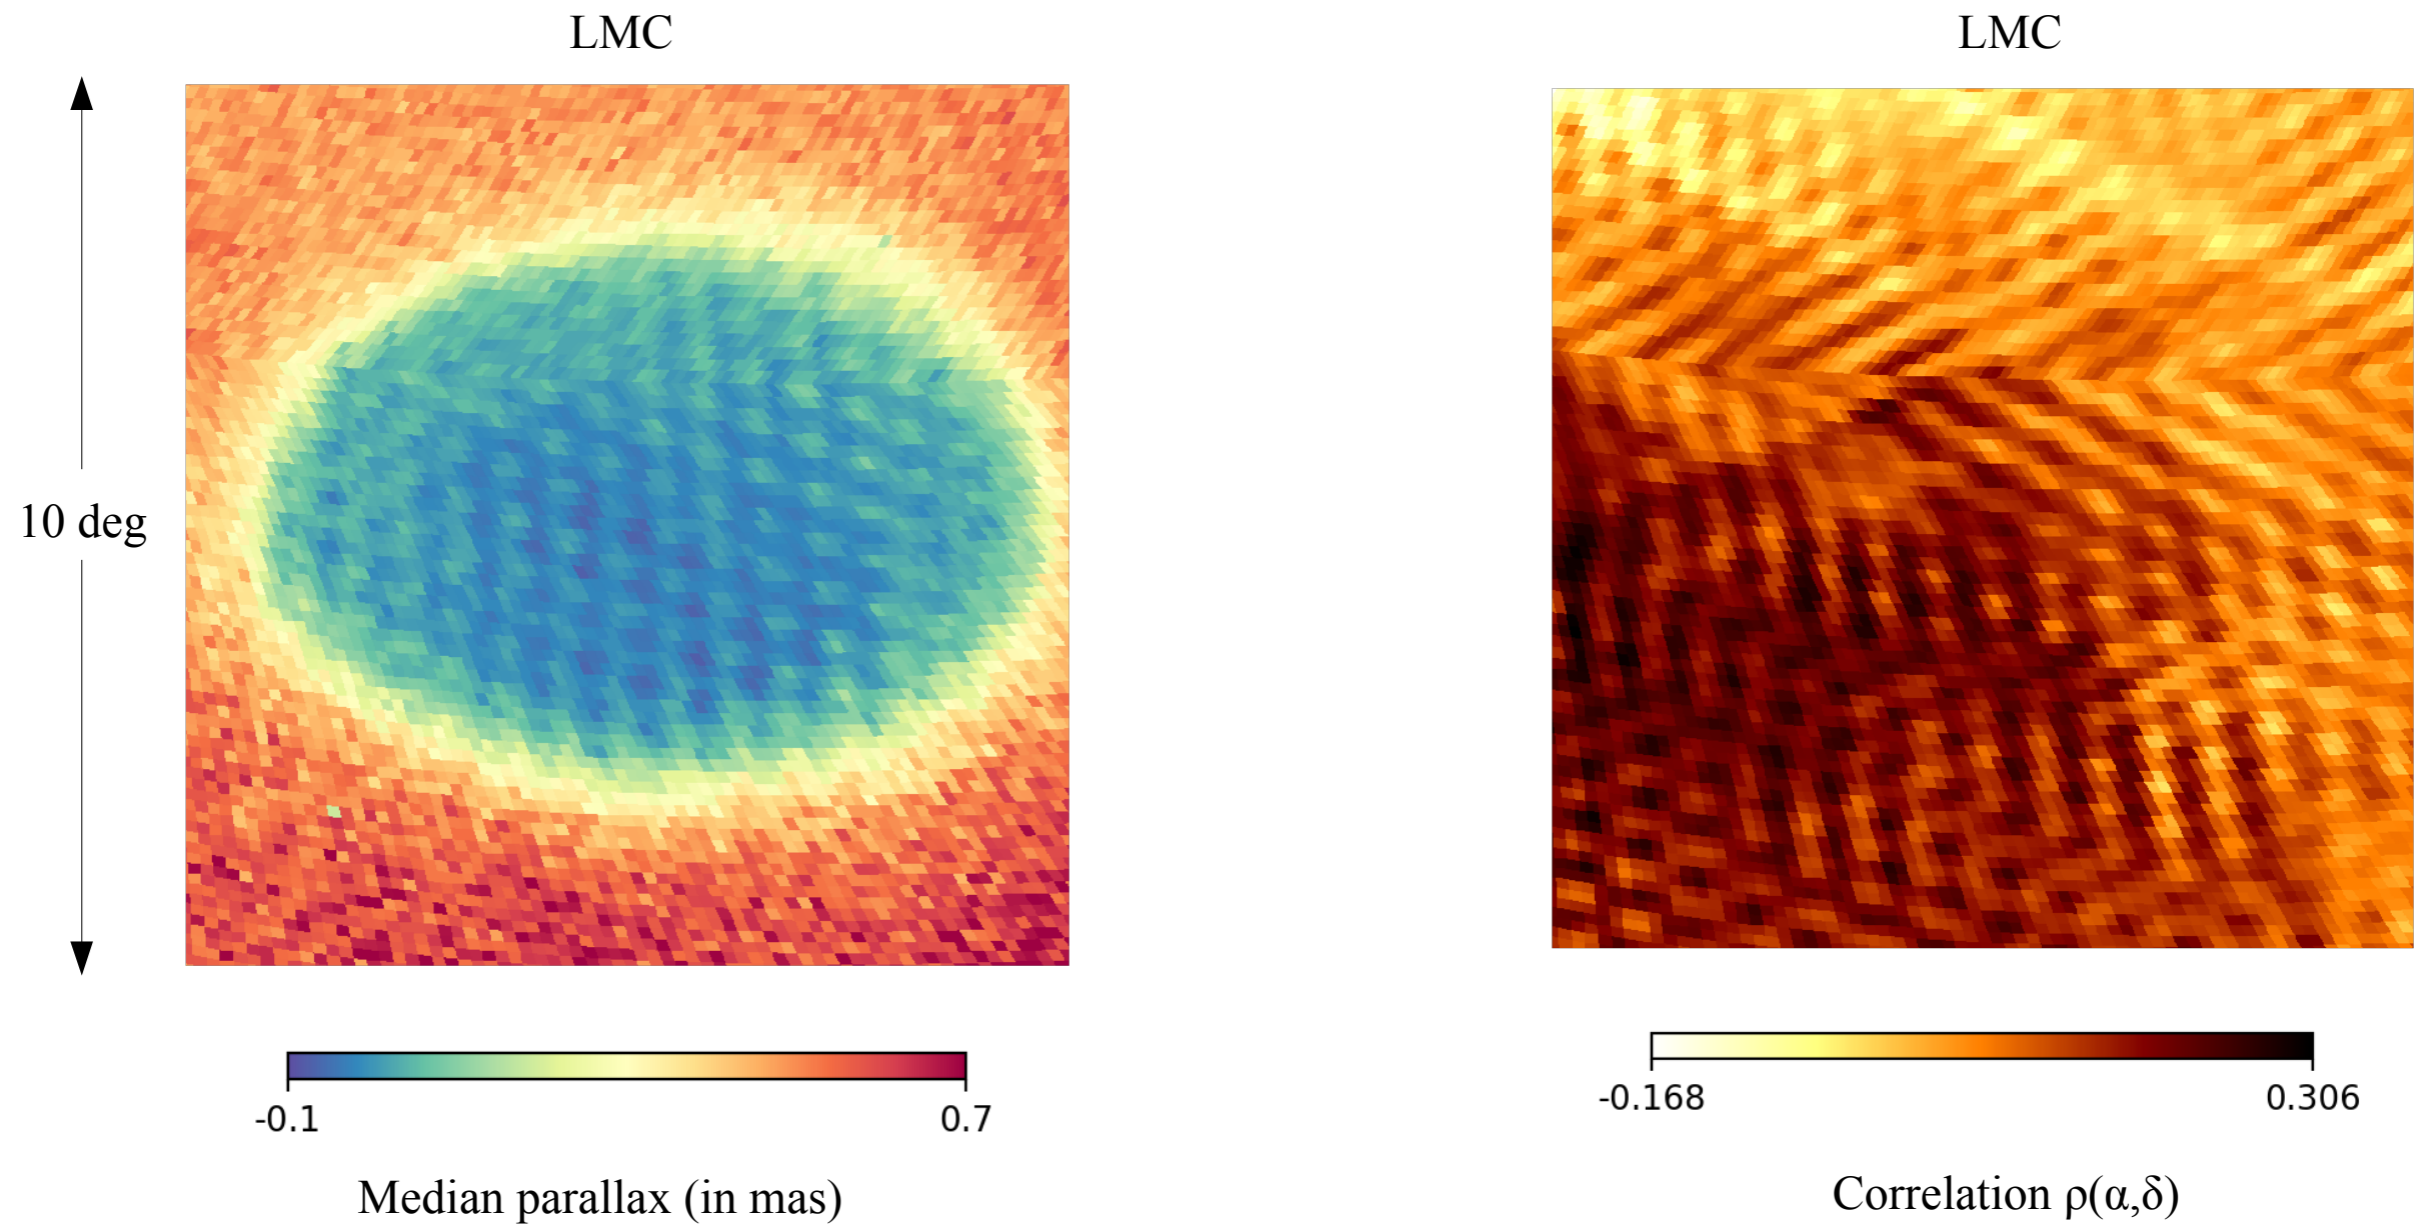 LMC
LMC
10 deg
-0.1
0.7
-0.168
0.306
Median parallax (in mas)
Correlation ρ(α,δ)